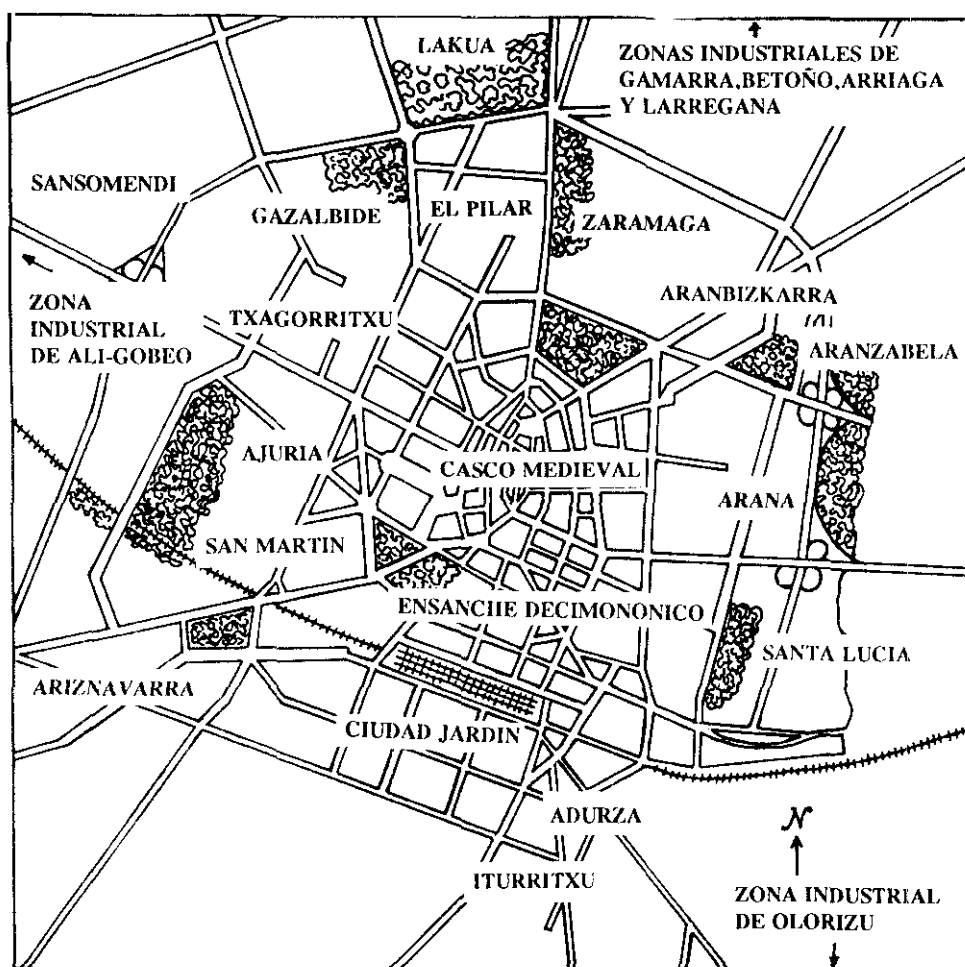 LAKUA
ZONAS INDUSTRIALES DE
GAMARRA, BETOÑO, ARRIAGA
Y LARREGANA
SANSOMENDI
GAZALBIDE
EL PILAR
ZARAMAGA
ZONA
INDUSTRIAL
DE ALI-GOBEO
TXAGORRITXU
ARANBIZKARRA
ARANZABELA
AJURIA
CASCO MEDIEVAL
ARANA
SAN MARTIN
ENSANCHE DECIMONONICO
SANTA LUCIA
ARIZNAVARRA
CIUDAD JARDIN
ADURZA
N
ITURRITXU
ZONA INDUSTRIAL
DE OLORIZU